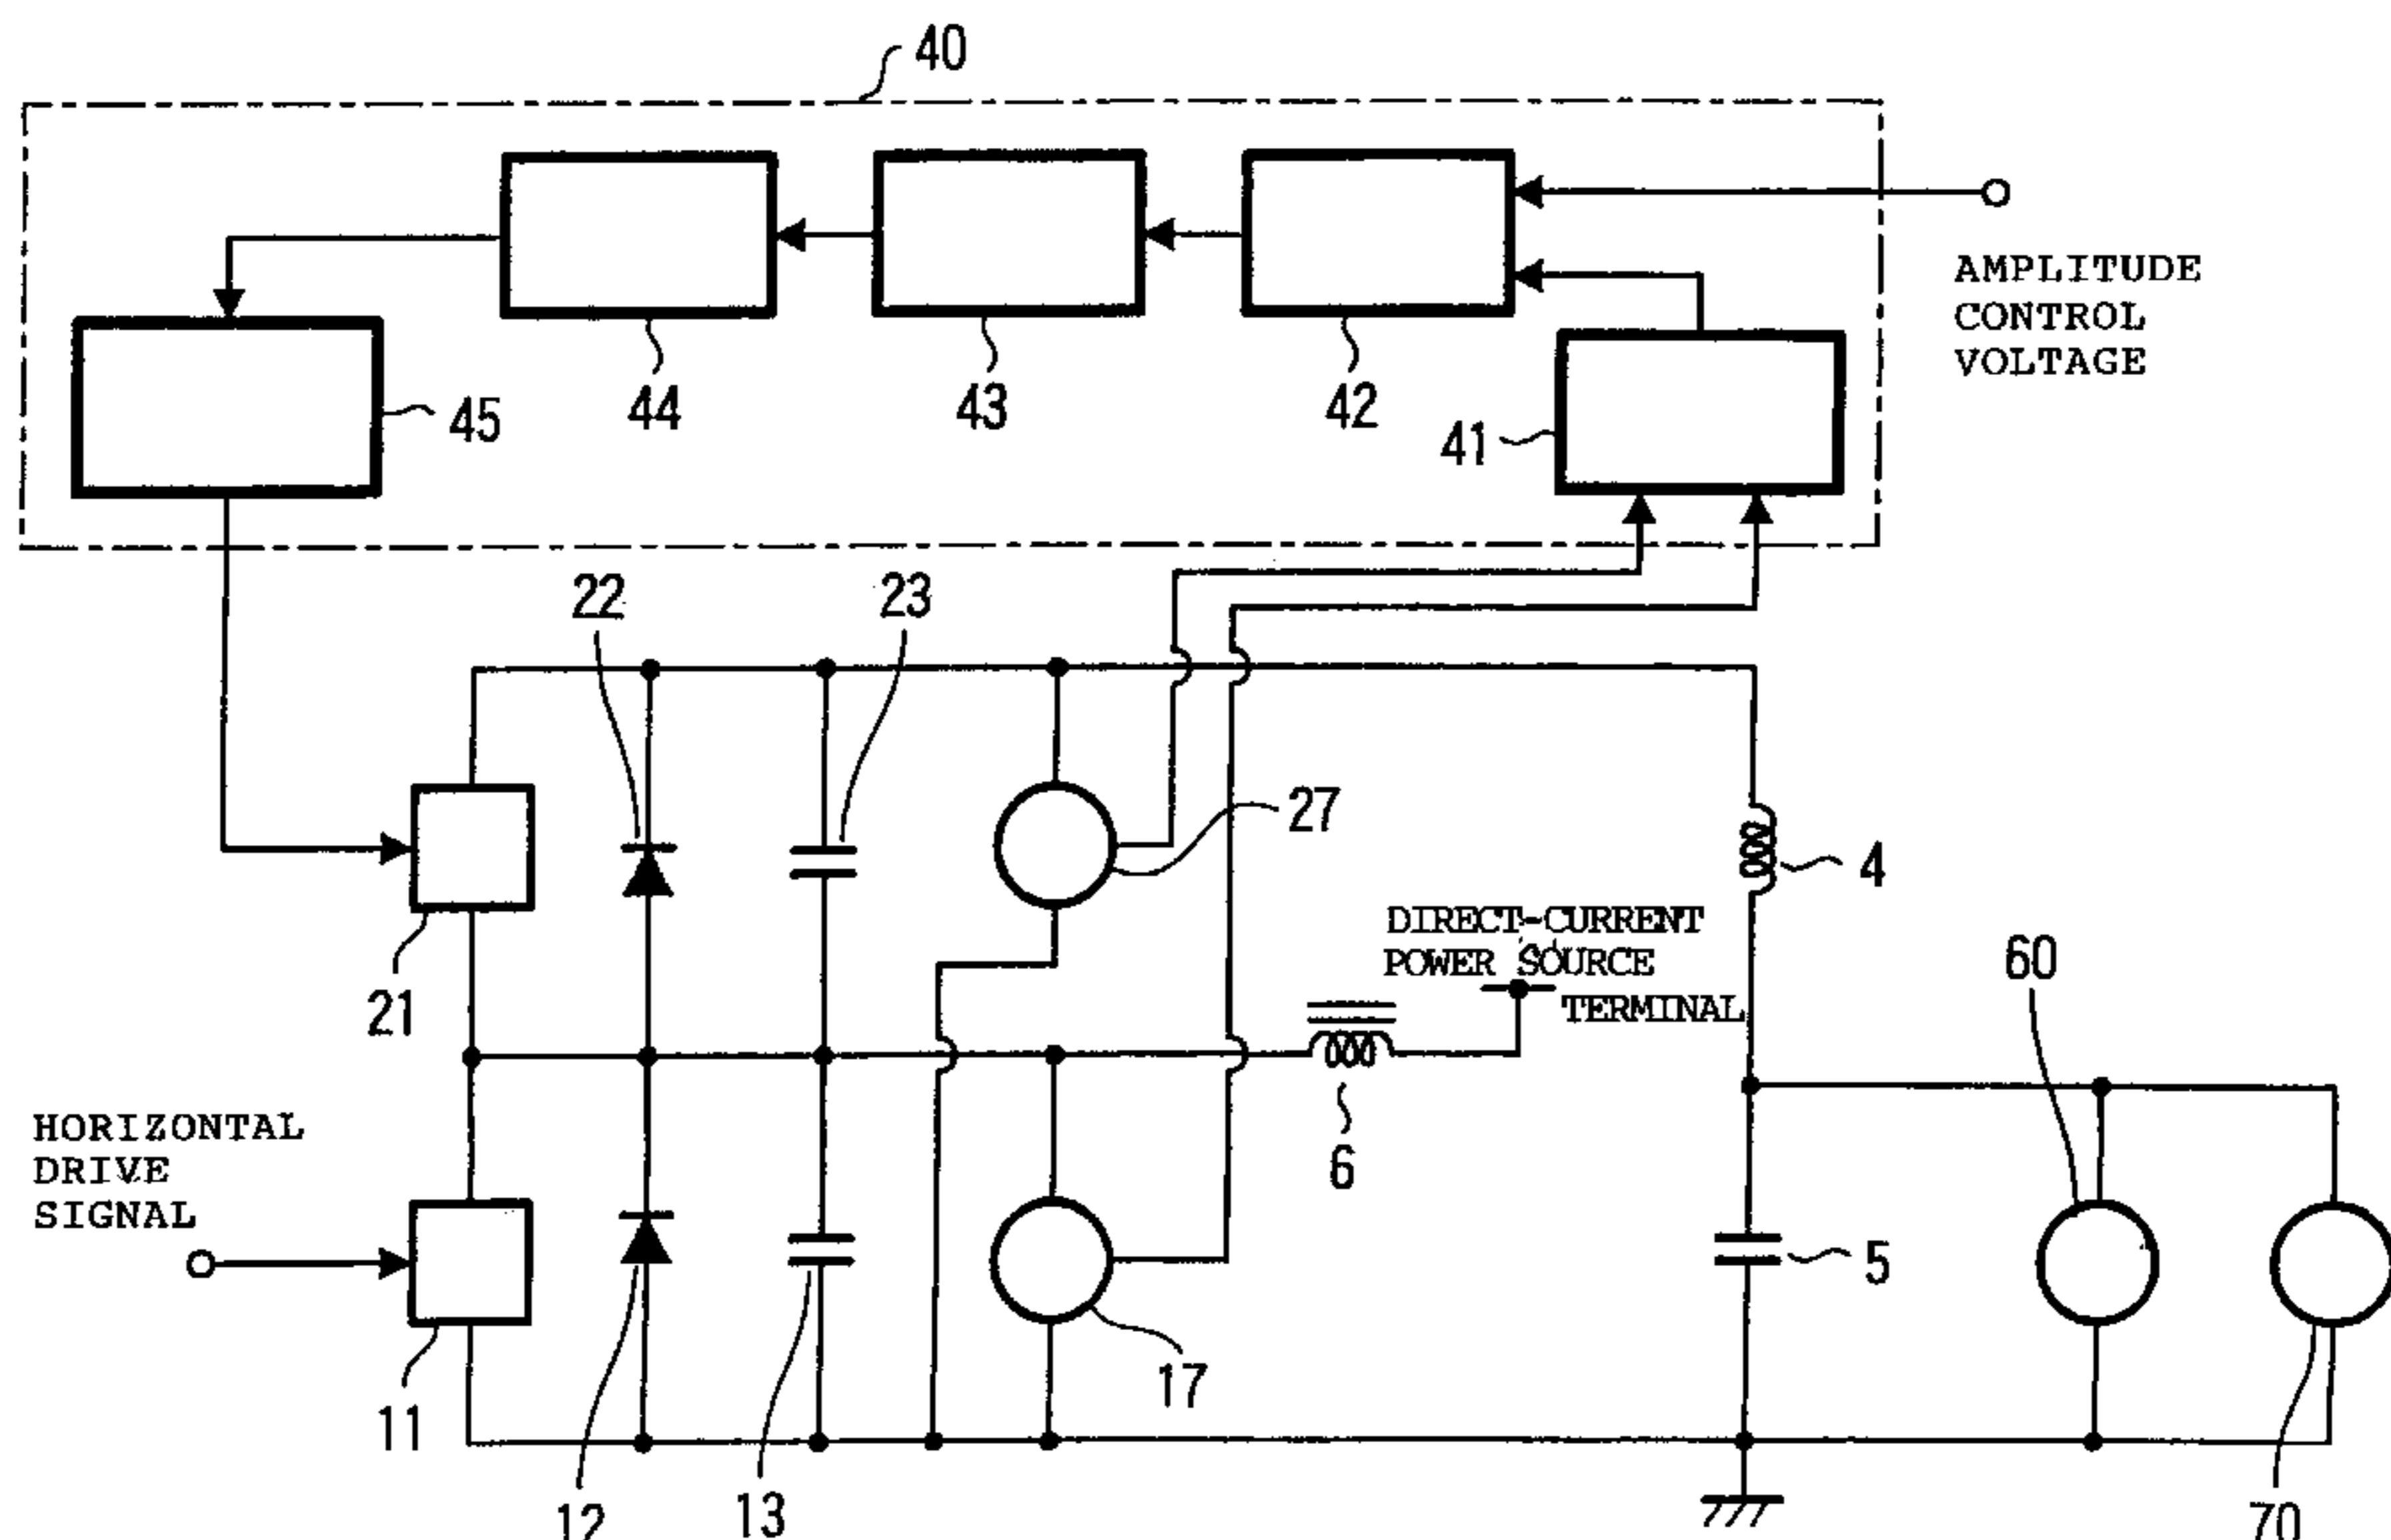 40
AMPLITUDE
CONTROL
VOLTAGE
44
43
42
45
41
22
23
27
4
DIRECT-CURRENT
POWER SOURCE
TERMINAL
60
21
6
HORIZONTAL
DRIVE
SIGNAL
5
17
11
12
13
70